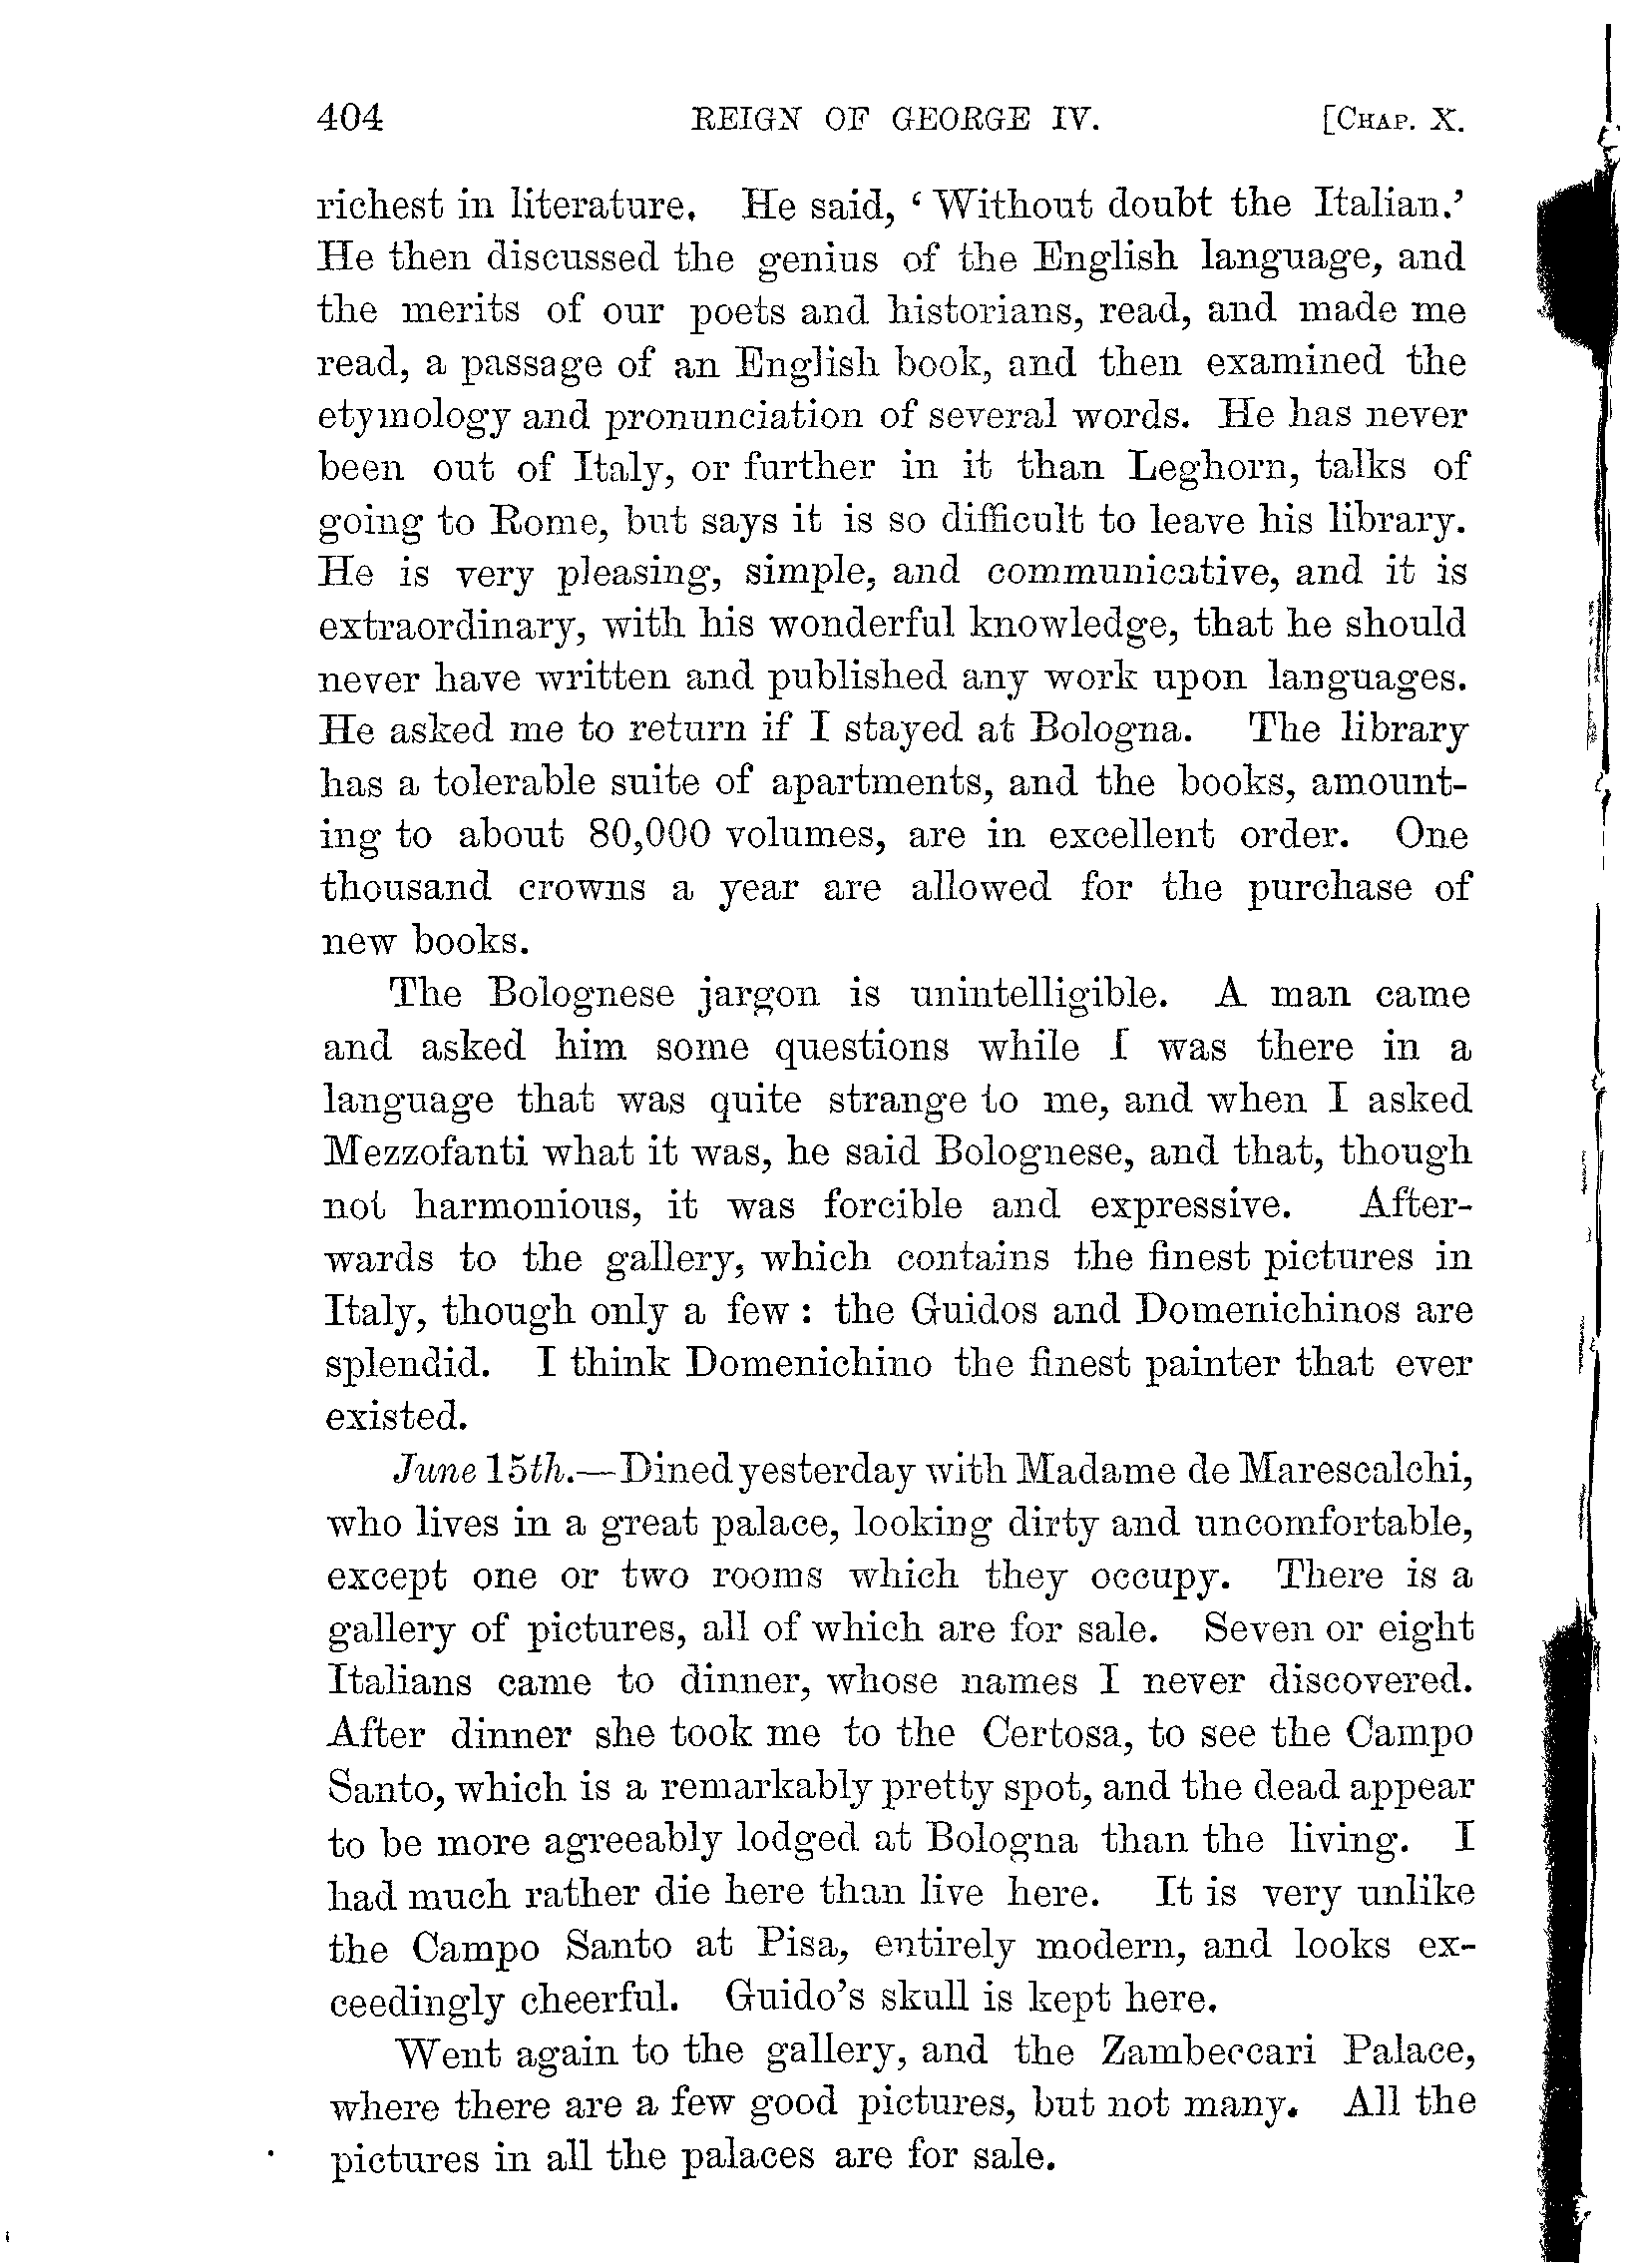 404 REIGN OF GEORGE IV. [CHAP. X.
richest in literature. He said, ‘Without doubt the Italian.’
He then discussed the genius of the English language, and
the merits of our poets and historians, read, and made me
read, a passage of an English book, and then examined the
etymology and pronunciation of several words. He has never
been out of Italy, or further in it than Leghorn, talks of
going to Rome, but says it is so difficult to leave his library.
He is very pleasing, simple, and communicative, and it is
extraordinary, with his wonderful knowledge, that he should
never have written and published any work upon languages.
He asked me to return if I stayed at Bologna. The library
has a tolerable suite of apartments, and the books, amount-
ing to about 80,000 volumes, are in excellent order. One
thousand crowns a year are allowed for the purchase of
new books.
The Bolognese jargon is unintelligible. A man came
and asked him some questions while I was there in a
language that was quite strange to me, and when I asked
Mezzofanti what it was, he said Bolognese, and that, though
not harmonious, it was forcible and expressive. After-
wards to the gallery, which contains the finest pictures in
Italy, though only a few : the Guidos and Domenichinos are
splendid. I think Domenichino the finest painter that ever
existed.
June 15th.—Dined yesterday with Madame de Marescalchi,
who lives in a great palace, looking dirty and uncomfortable,
except one or two rooms which they occupy. There is a
gallery of pictures, all of which are for sale. Seven or eight
Italians came to dinner, whose names I never discovered.
After dinner she took me to the Certosa, to see the Campo
Santo, which is a remarkably pretty spot, and the dead appear
to be more agreeably lodged at Bologna than the living. I
had much rather die here than live here. It is very unlike
the Campo Santo at Pisa, entirely modern, and looks ex-
ceedingly cheerful. Guido’s skull is kept here.
Went again to the gallery, and the Zambeccari Palace,
where there are a few good pictures, but not many. All the
pictures in all the palaces are for sale.